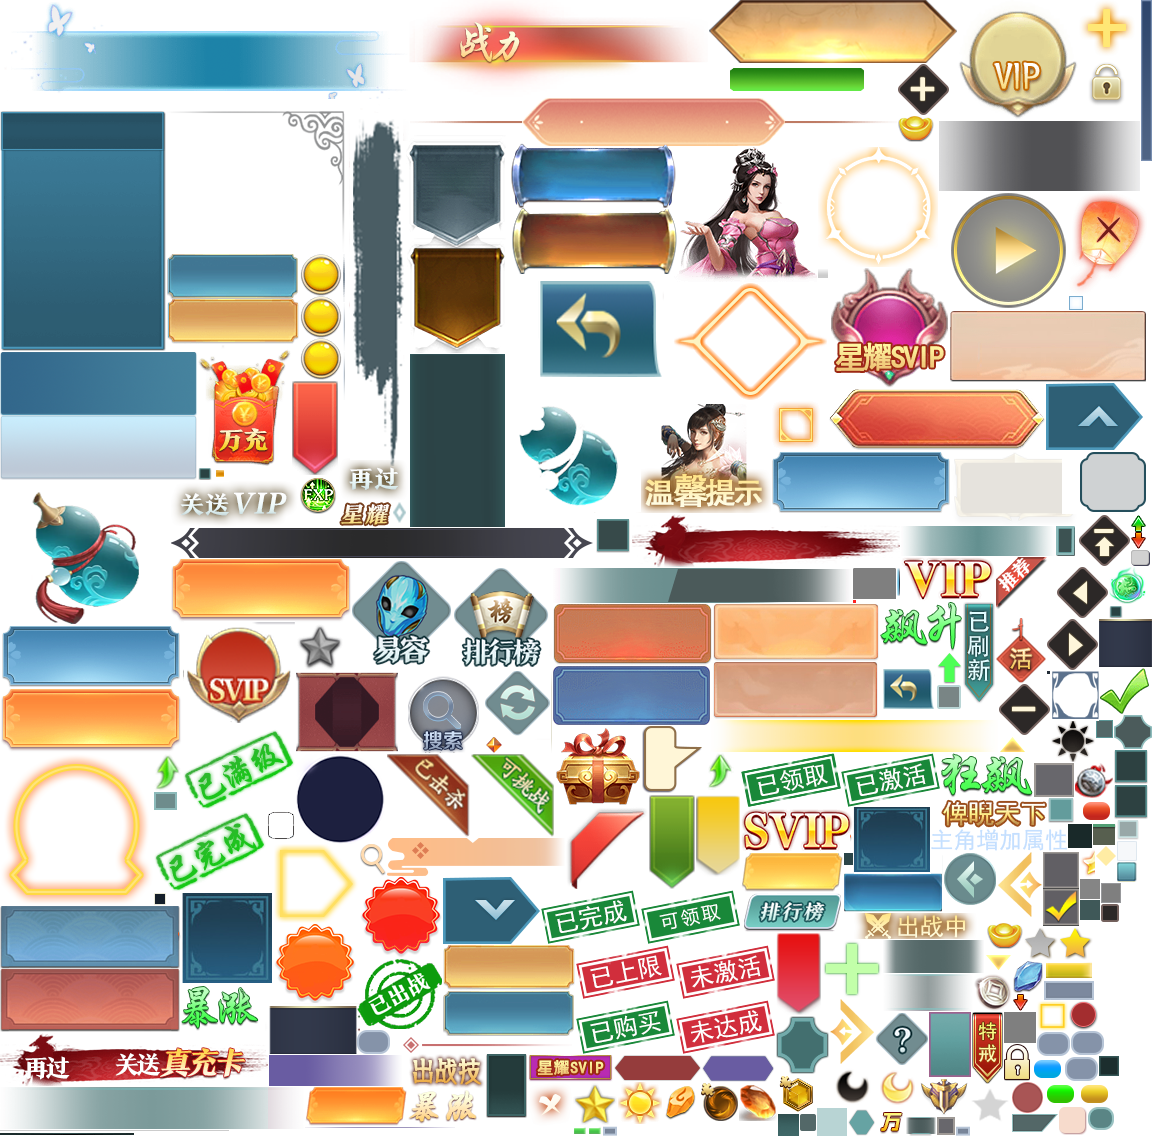 战力
VIP
星耀SVIP
万充
关送VIP
EXP
再过
星耀
温馨提示
VIP
推荐
飙升
已刷新
活
易容
榜
排行榜
SVIP
搜索
已满级
已击杀
可挑战
已领取
已激活
狂飙
俾睨天下
SVIP
主角增加属性
已完成
已完成
可领取
排行榜
出战中
已上限
未激活
已出战
暴涨
已购买
未达成
特戒
再过
关送真充卡
出战技
星耀SVIP
暴涨
万